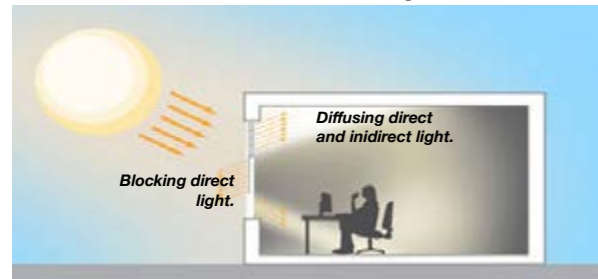 Diffusing direct
and inidirect light.
Blocking direct
light.